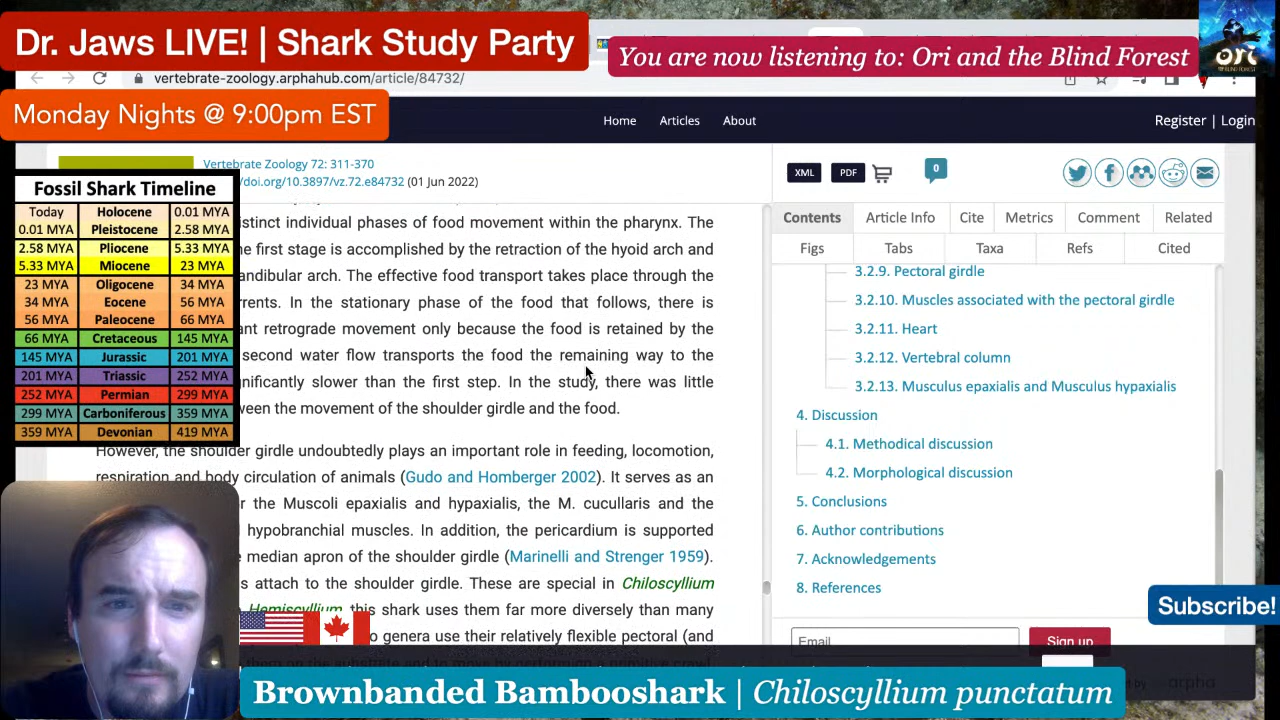 Dr. Jaws LIVE! | Shark Study Party
You are now listening to: Ori and the Blind Forest
ori
vertebrate-zoology.arphahub.com/article/84732/
Monday Nights @ 9:00pm EST
Home Articles About
Register | Login
Vertebrate Zoology 72: 311-370
/doi.org/10.3897/vz.72.e84732 (01 Jun 2022)
XML PDF 0
Fossil Shark Timeline
Today Holocene 0.01 MYA
0.01 MYA Pleistocene 2.58 MYA
2.58 MYA Pliocene 5.33 MYA
5.33 MYA Miocene 23 MYA
23 MYA Oligocene 34 MYA
34 MYA Eocene 56 MYA
56 MYA Paleocene 66 MYA
66 MYA Cretaceous 145 MYA
145 MYA Jurassic 201 MYA
201 MYA Triassic 252 MYA
252 MYA Permian 299 MYA
299 MYA Carboniferous 359 MYA
359 MYA Devonian 419 MYA
individual phases of food movement within the pharynx. The
first stage is accomplished by the retraction of the hyoid arch and
arch. The effective food transport takes place through the
In the stationary phase of the food that follows, there is
retrograde movement only because the food is retained by the
second water flow transports the food the remaining way to the
slower than the first step. In the study, there was little
the movement of the shoulder girdle and the food.
However, the shoulder girdle undoubtedly plays an important role in feeding, locomotion,
respiration and body circulation of animals (Gudo and Homberger 2002). It serves as an
the Muscoli epaxialis and hypaxialis, the M. cucullaris and the
hypobranchial muscles. In addition, the pericardium is supported
median apron of the shoulder girdle (Marinelli and Strenger 1959).
attach to the shoulder girdle. These are special in Chiloscyllium
Hemiscyllium, this shark uses them far more diversely than many
genera use their relatively flexible pectoral (and
Contents Article Info Cite Metrics Comment Related
Figs Tabs Taxa Refs Cited
3.2.9. Pectoral girdle
3.2.10. Muscles associated with the pectoral girdle
3.2.11. Heart
3.2.12. Vertebral column
3.2.13. Musculus epaxialis and Musculus hypaxialis
4. Discussion
4.1. Methodical discussion
4.2. Morphological discussion
5. Conclusions
6. Author contributions
7. Acknowledgements
8. References
Subscribe!
Email Sign up
Brownbanded Bambooshark | Chiloscyllium punctatum
by arpha